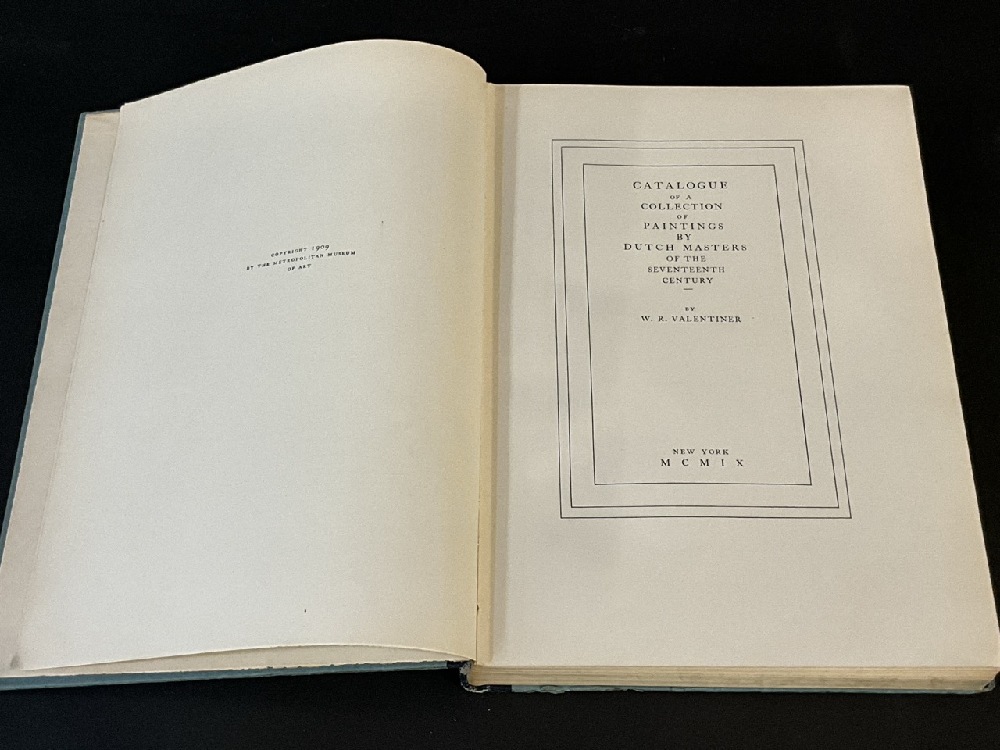 COPYRIGHT 1909
BY THE METROPOLITAN MUSEUM
OF ART
CATALOGUE
OF A
COLLECTION
OF
PAINTINGS
BY
DUTCH MASTERS
OF THE
SEVENTEENTH
CENTURY
—
BY
W. R. VALENTINER
NEW YORK
MCMIX